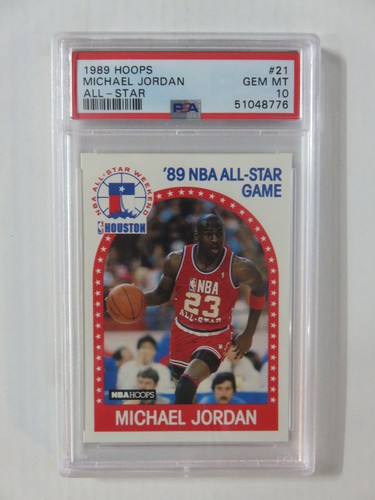 1989 HOOPS #21
MICHAEL JORDAN GEM MT
ALL-STAR 10
PSA 51048776
NBA ALL-STAR WEEKEND
HOUSTON
'89 NBA ALL-STAR
GAME
NBA
23
ALL-STAR
NBA HOOPS
MICHAEL JORDAN